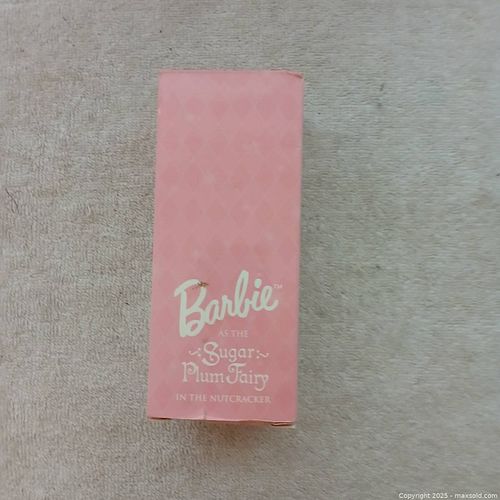 Barbie™
AS THE
Sugar
Plum Fairy
IN THE NUTCRACKER
Copyright © 2025 - maxsold.com